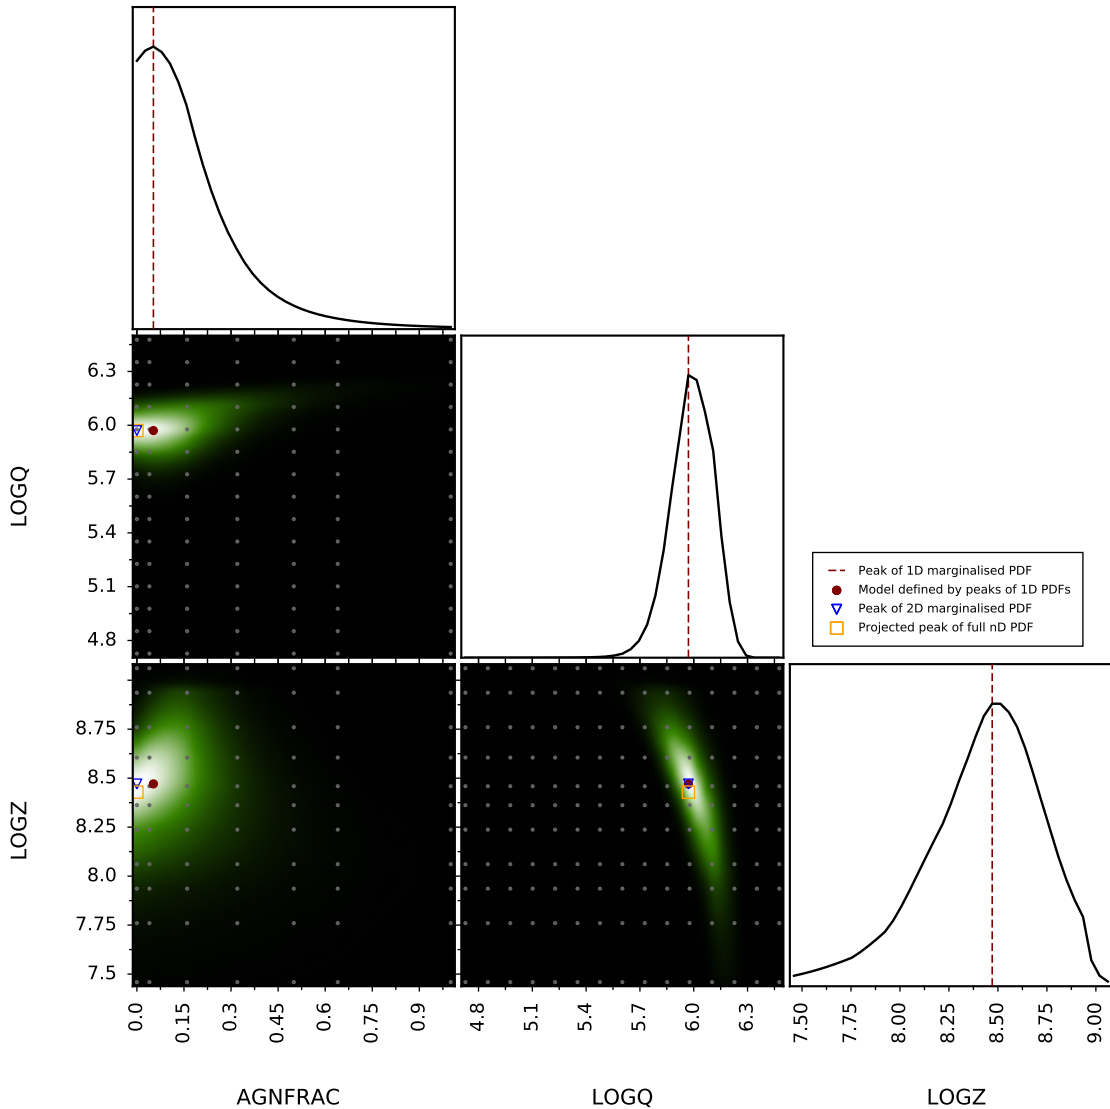 6.3
6.0
5.7
5.4
5.1
4.8
LOGQ
Peak of 1D marginalised PDF
Model defined by peaks of 1D PDFs
Peak of 2D marginalised PDF
Projected peak of full nD PDF
8.75
8.5
8.25
8.0
7.75
7.5
LOGZ
0.0 0.15 0.3 0.45 0.6 0.75 0.9
4.8 5.1 5.4 5.7 6.0 6.3
7.50 7.75 8.00 8.25 8.50 8.75 9.00
AGNFRAC LOGQ LOGZ